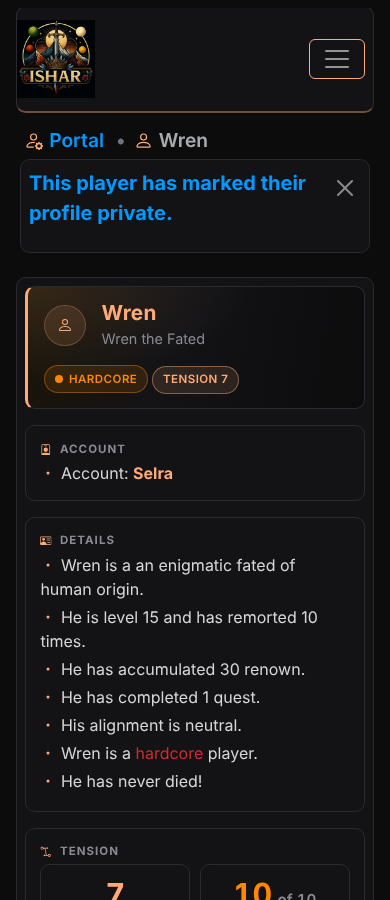 ISHAR
Portal • Wren
This player has marked their
profile private.
Wren
Wren the Fated
HARDCORE TENSION 7
ACCOUNT
· Account: Selra
DETAILS
· Wren is a an enigmatic fated of
human origin.
· He is level 15 and has remorted 10
times.
· He has accumulated 30 renown.
· He has completed 1 quest.
· His alignment is neutral.
· Wren is a hardcore player.
· He has never died!
TENSION
7 10 of 10